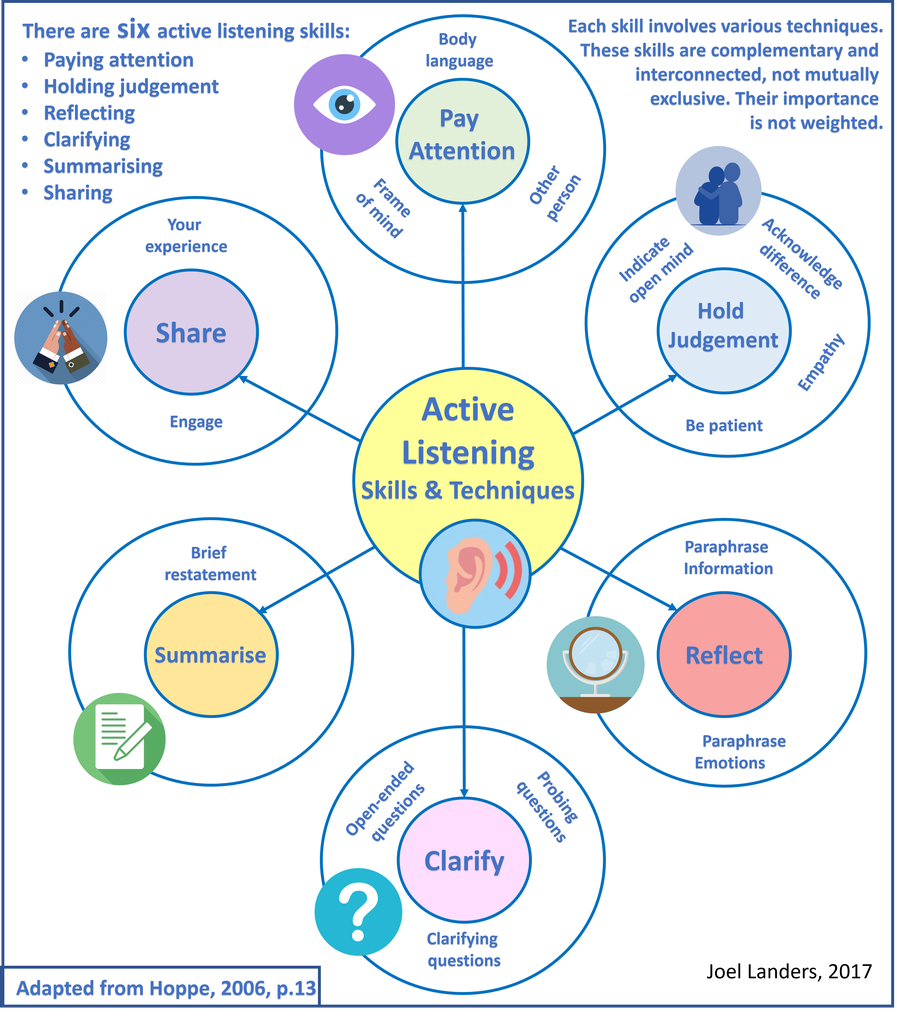 There are six active listening skills:
• Paying attention
• Holding judgement
• Reflecting
• Clarifying
• Summarising
• Sharing
Each skill involves various techniques.
These skills are complementary and
interconnected, not mutually
exclusive. Their importance
is not weighted.
Body
language
Pay
Attention
Frame
of mind
Other
person
Indicate
open mind
Acknowledge
difference
Hold
Judgement
Empathy
Be patient
Your
experience
Share
Engage
Active
Listening
Skills & Techniques
Brief
restatement
Summarise
Paraphrase
Information
Reflect
Paraphrase
Emotions
Open-ended
questions
Probing
questions
Clarify
?
Clarifying
questions
Joel Landers, 2017
Adapted from Hoppe, 2006, p.13